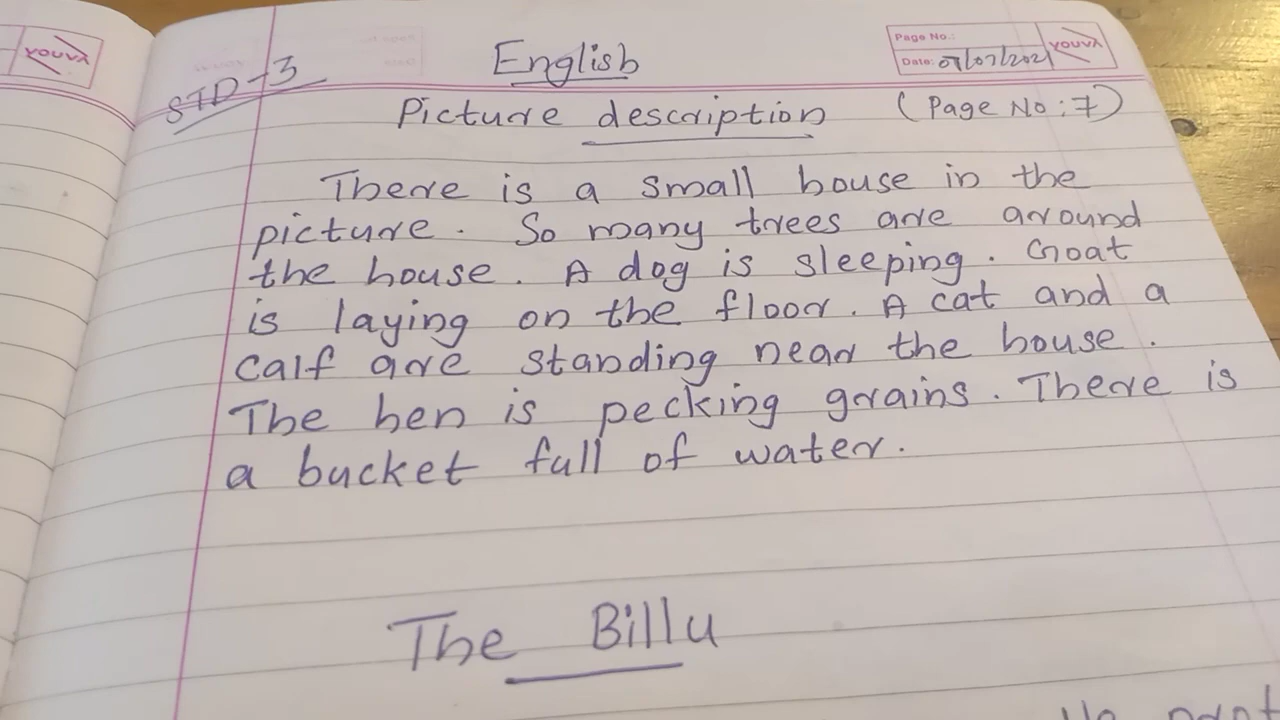 YOUVA
STD-3
English
Page No.:
Date: 07/07/2021
YOUVA
Picture description (Page No:7)
There is a small house in the
picture. So many trees are around
the house. A dog is sleeping. Goat
is laying on the floor. A cat and a
calf are standing near the house.
The hen is pecking grains. There is
a bucket full of water.
The Billu